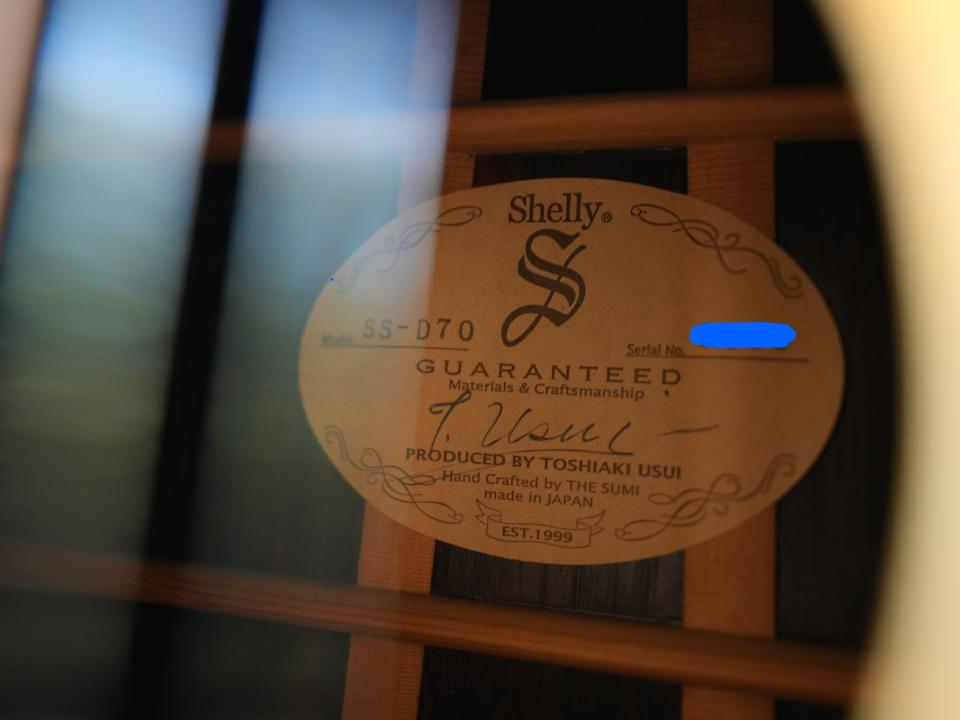 Shelly®
S
Model. SS-D70
Serial No.
GUARANTEED
Materials & Craftsmanship
T. Usui
PRODUCED BY TOSHIAKI USUI
Hand Crafted by THE SUMI
made in JAPAN
EST.1999